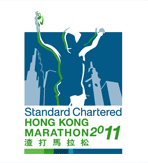 Standard Chartered
HONG KONG
MARATHON 2011
渣打馬拉松